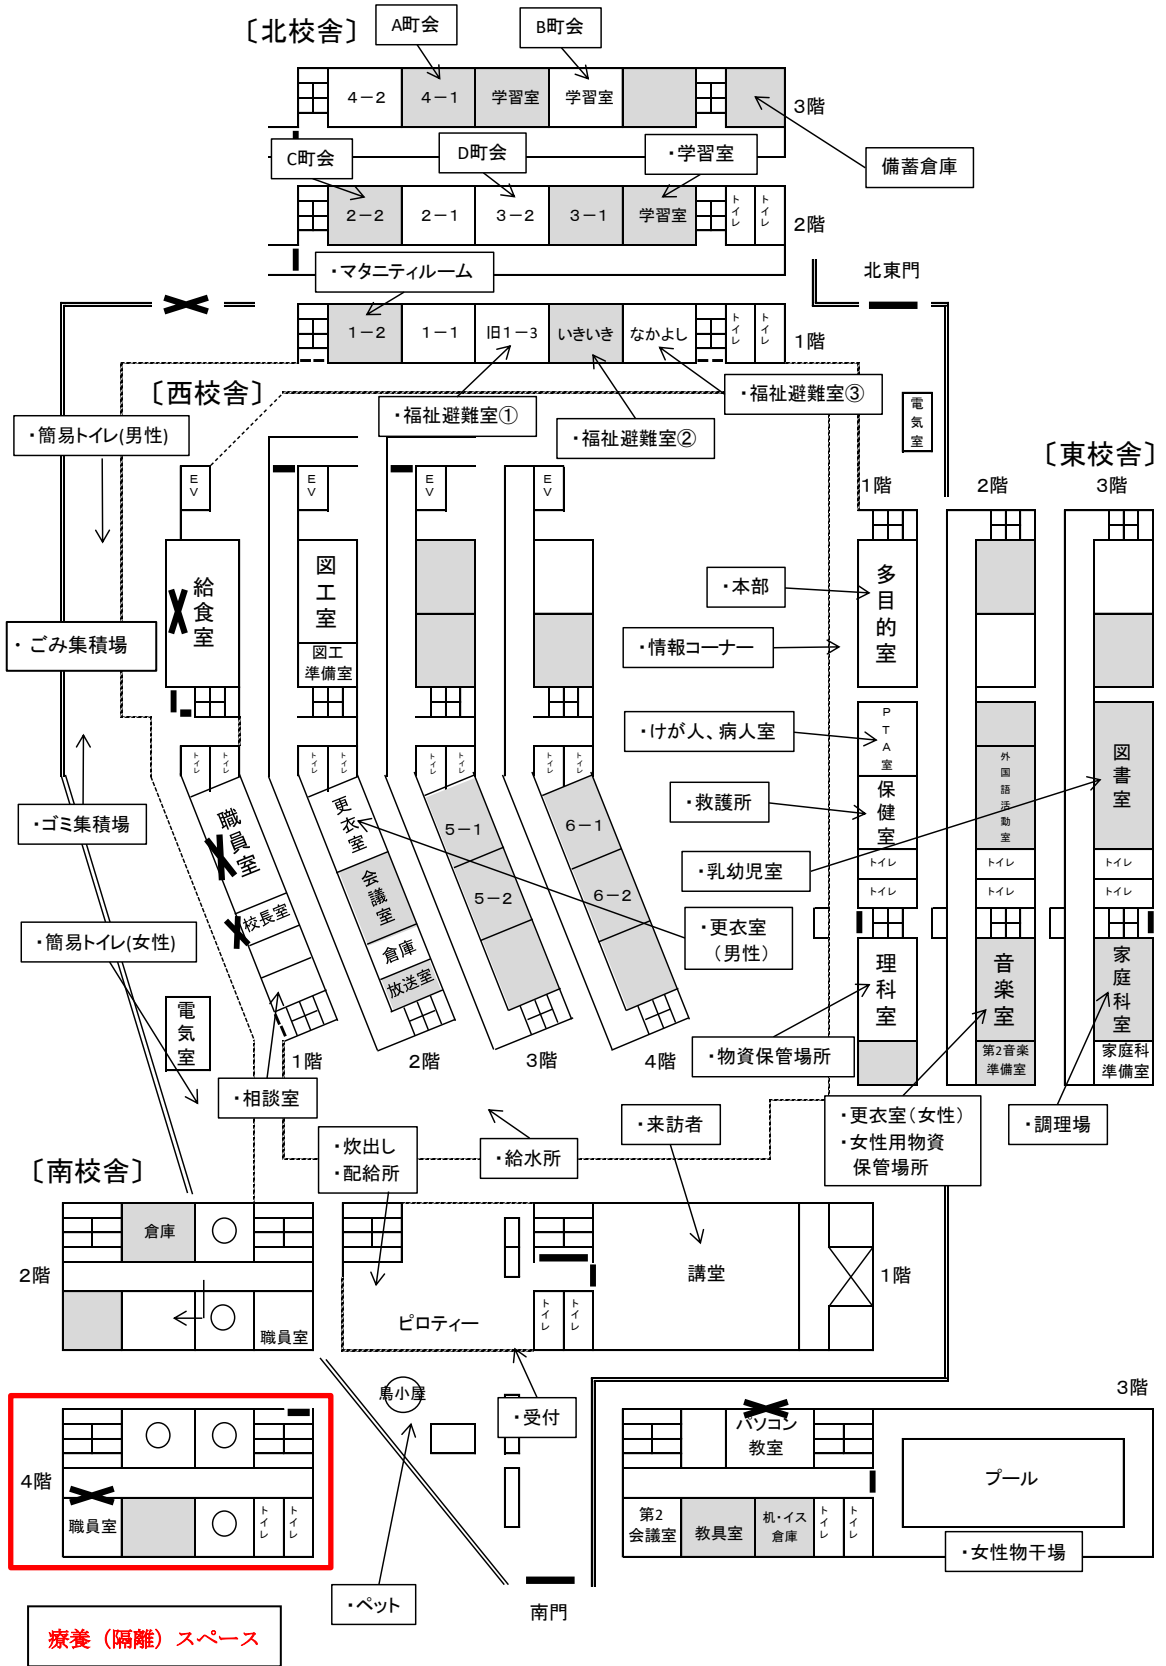 〔北校舎〕
A町会
B町会
4－2
4－1
学習室
学習室
3階
備蓄倉庫
C町会
D町会
・学習室
2－2
2－1
3－2
3－1
学習室
トイレ
トイレ
2階
・マタニティルーム
北東門
1－2
1－1
旧1－3
いきいき
なかよし
トイレ
トイレ
1階
〔西校舎〕
・福祉避難室①
・福祉避難室②
・福祉避難室③
電気室
〔東校舎〕
・簡易トイレ(男性)
EV
EV
EV
EV
1階
2階
3階
給食室
図工室
図工
準備室
・本部
多目的室
・ごみ集積場
・情報コーナー
・けが人、病人室
PTA室
外国語活動室
図書室
トイレ
トイレ
トイレ
トイレ
トイレ
トイレ
トイレ
トイレ
・ゴミ集積場
職員室
更衣室
5－1
6－1
・救護所
保健室
・乳幼児室
トイレ
トイレ
トイレ
トイレ
トイレ
トイレ
会議室
5－2
6－2
校長室
・簡易トイレ(女性)
倉庫
放送室
・更衣室
（男性）
理科室
音楽室
家庭科室
電気室
1階
2階
3階
4階
・物資保管場所
第2音楽
準備室
家庭科
準備室
・相談室
・炊出し
・配給所
・給水所
・来訪者
・更衣室（女性）
・女性用物資
保管場所
・調理場
〔南校舎〕
倉庫
2階
職員室
ピロティー
トイレ
トイレ
講堂
1階
鳥小屋
・受付
3階
パソコン
教室
プール
4階
職員室
トイレ
トイレ
第2
会議室
教具室
机・イス
倉庫
トイレ
トイレ
・女性物干場
・ペット
南門
療養（隔離）スペース